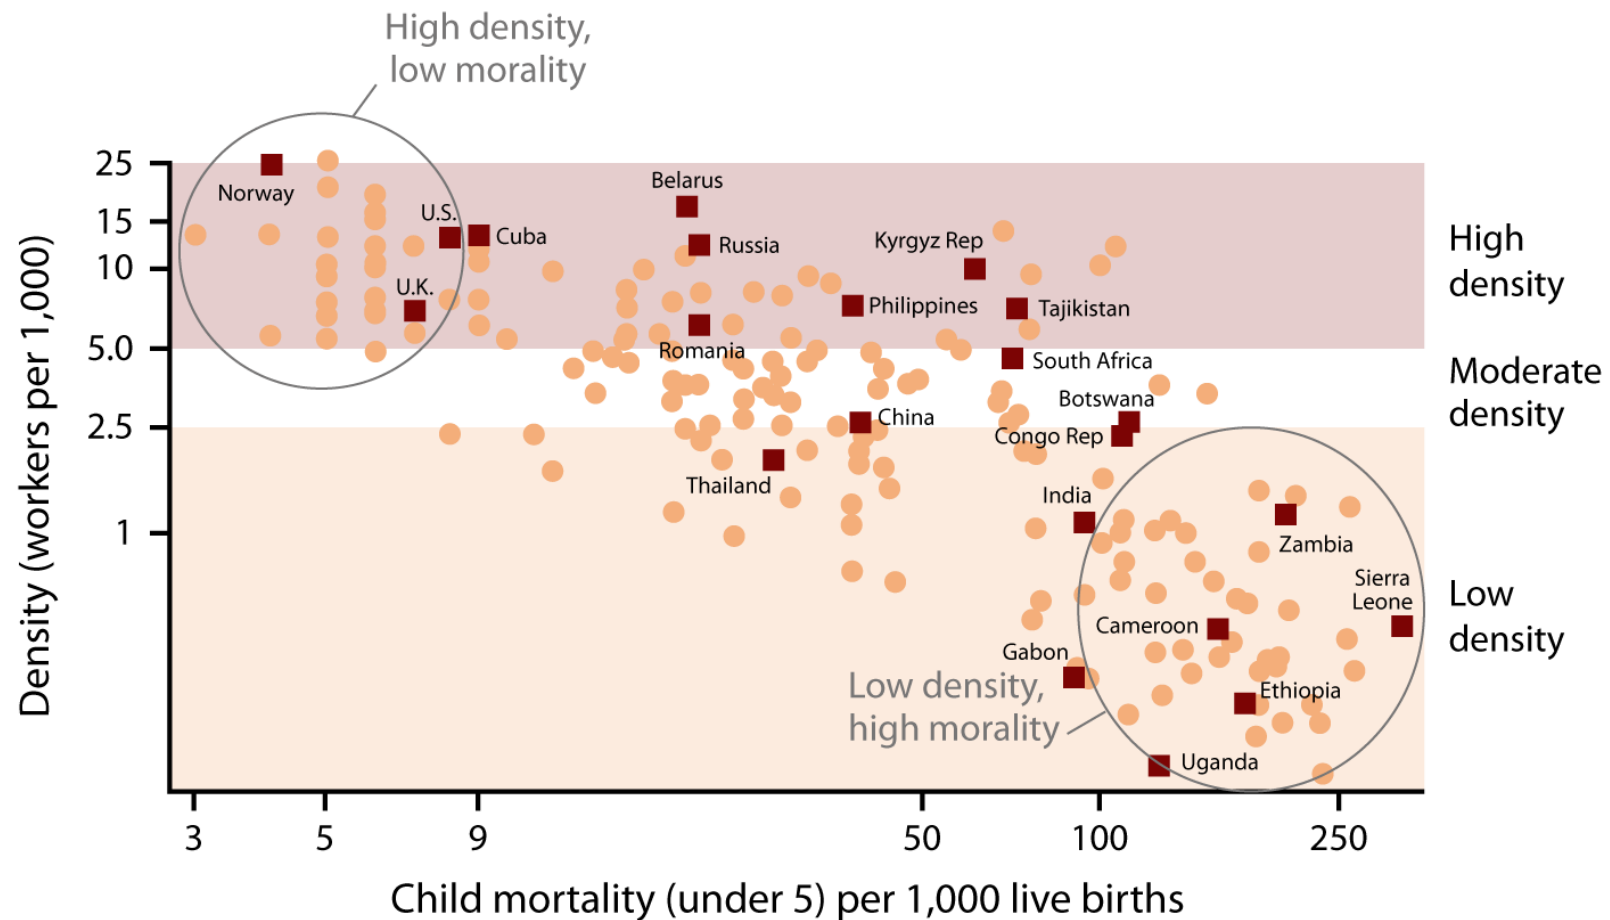 High density,
low morality
25
15
10
5.0
2.5
1
Density (workers per 1,000)
Norway
U.S.
Cuba
U.K.
Belarus
Russia
Romania
Kyrgyz Rep
Philippines
Tajikistan
South Africa
Botswana
China
Congo Rep
Thailand
India
Zambia
Sierra
Leone
Cameroon
Gabon
Ethiopia
Uganda
Low density,
high morality
High
density
Moderate
density
Low
density
3
5
9
50
100
250
Child mortality (under 5) per 1,000 live births